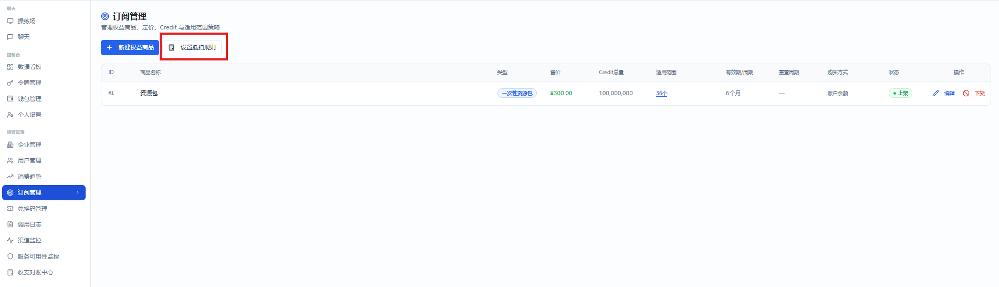 聊天
操练场
聊天
控制台
数据看板
令牌管理
钱包管理
个人设置
运营管理
企业管理
用户管理
消费趋势
订阅管理
兑换码管理
调用日志
渠道监控
服务可用性监控
收支对账中心
订阅管理
管理权益商品、定价、Credit 与适用范围策略
新建权益商品 设置抵扣规则
ID 商品名称 类型 售价 Credit总量 适用范围 有效期/周期 重置周期 购买方式 状态 操作
#1 资源包 一次性资源包 ¥300.00 100,000,000 36个 6个月 — 账户余额 上架 编辑 下架